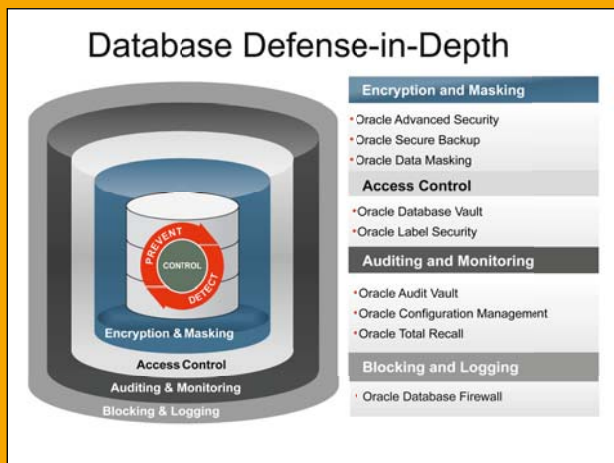 Database Defense-in-Depth
PREVENT
CONTROL
DETECT
Encryption & Masking
Access Control
Auditing & Monitoring
Blocking & Logging
Encryption and Masking
• Oracle Advanced Security
• Oracle Secure Backup
• Oracle Data Masking
Access Control
• Oracle Database Vault
• Oracle Label Security
Auditing and Monitoring
• Oracle Audit Vault
• Oracle Configuration Management
• Oracle Total Recall
Blocking and Logging
• Oracle Database Firewall